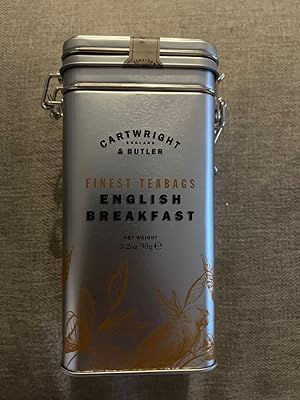 CARTWRIGHT
ENGLAND
& BUTLER
FINEST TEABAGS
ENGLISH
BREAKFAST
NET WEIGHT
3.2oz 90g ℮